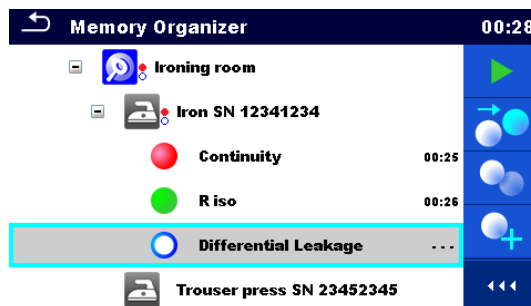 Memory Organizer 00:28
Ironing room
Iron SN 12341234
Continuity 00:25
R iso 00:26
Differential Leakage ---
Trouser press SN 23452345